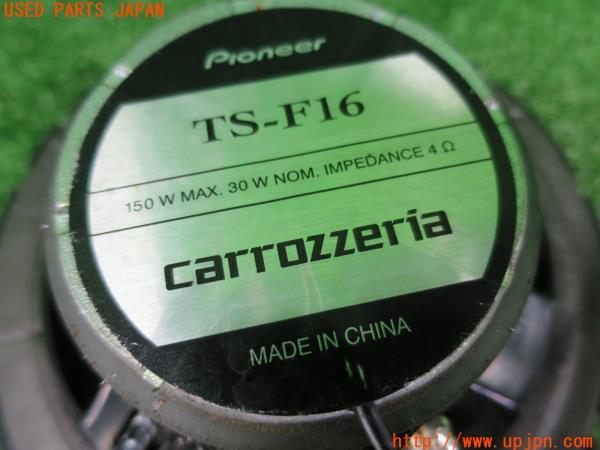 USED PARTS JAPAN
Pioneer
TS-F16
150 W MAX. 30 W NOM. IMPEDANCE 4 Ω
carrozzeria
MADE IN CHINA
http://www.upjpn.com/